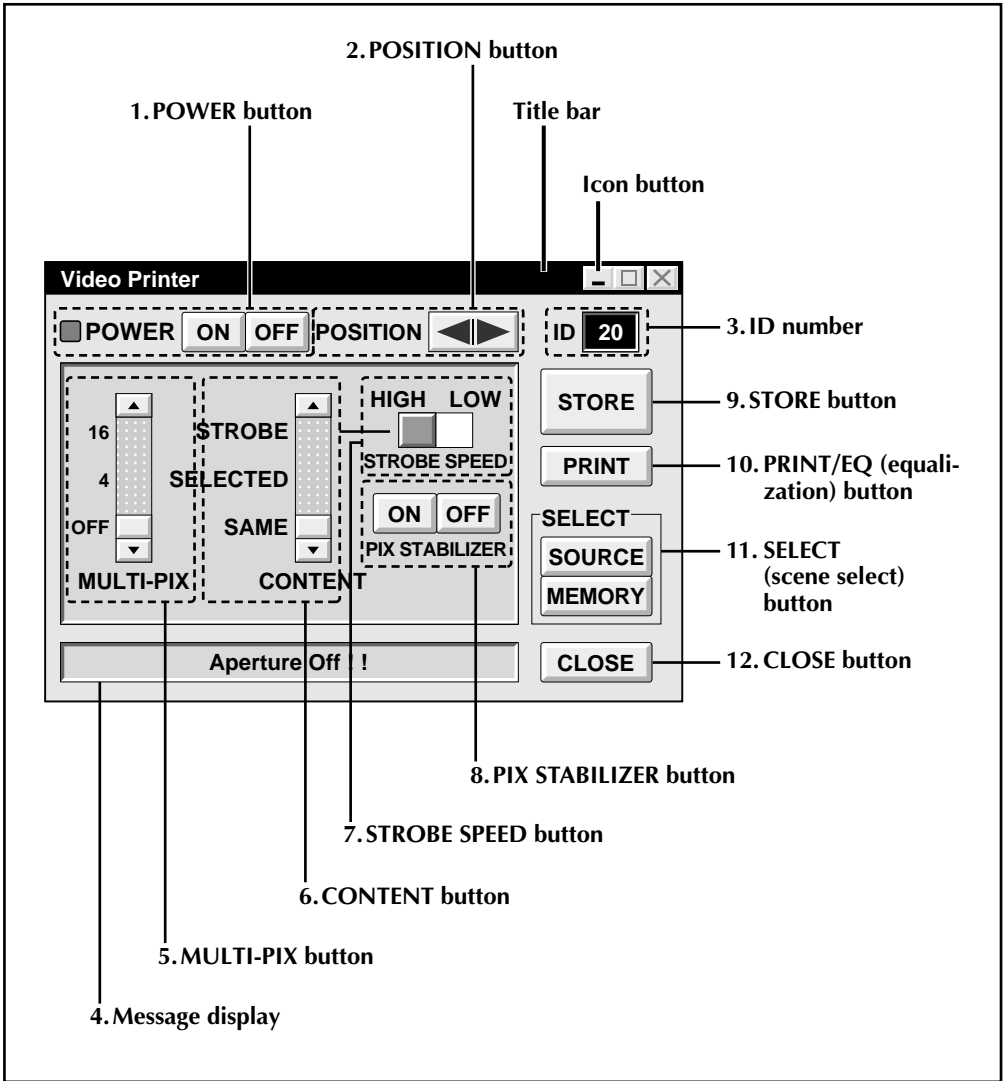 2. POSITION button
1. POWER button
Title bar
Icon button
Video Printer
POWER ON OFF POSITION ID 20
3. ID number
HIGH LOW
STORE
9. STORE button
16 STROBE
STROBE SPEED
PRINT
10. PRINT/EQ (equali-
zation) button
4 SELECTED
ON OFF
SELECT
OFF SAME
PIX STABILIZER
SOURCE
11. SELECT
(scene select)
button
MULTI-PIX CONTENT
MEMORY
Aperture Off ! !
CLOSE
12. CLOSE button
8. PIX STABILIZER button
7. STROBE SPEED button
6. CONTENT button
5. MULTI-PIX button
4. Message display